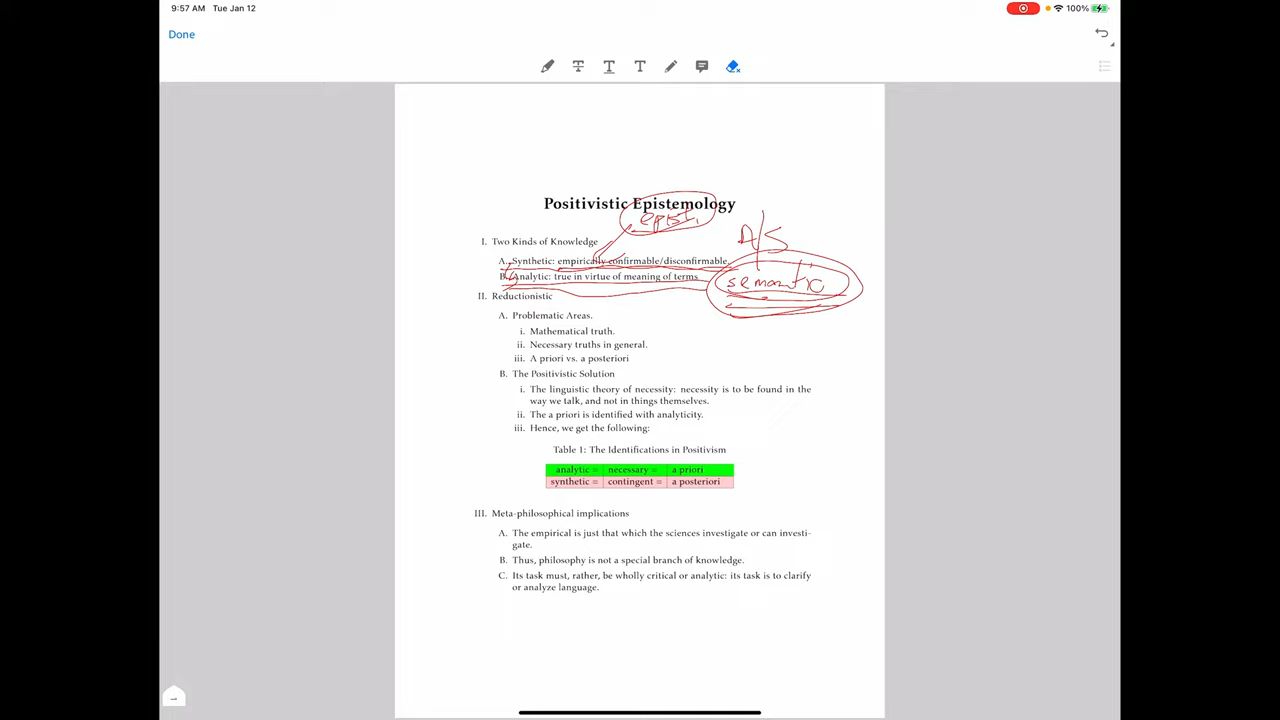 9:57 AM Tue Jan 12
100%
Done
Positivistic Epistemology
epist.
I. Two Kinds of Knowledge
A/S
A. Synthetic: empirically confirmable/disconfirmable.
B. Analytic: true in virtue of meaning of terms
semantic
II. Reductionistic
A. Problematic Areas.
i. Mathematical truth.
ii. Necessary truths in general.
iii. A priori vs. a posteriori
B. The Positivistic Solution
i. The linguistic theory of necessity: necessity is to be found in the
way we talk, and not in things themselves.
ii. The a priori is identified with analyticity.
iii. Hence, we get the following:
Table 1: The Identifications in Positivism
analytic = necessary = a priori
synthetic = contingent = a posteriori
III. Meta-philosophical implications
A. The empirical is just that which the sciences investigate or can investi-
gate.
B. Thus, philosophy is not a special branch of knowledge.
C. Its task must, rather, be wholly critical or analytic: its task is to clarify
or analyze language.